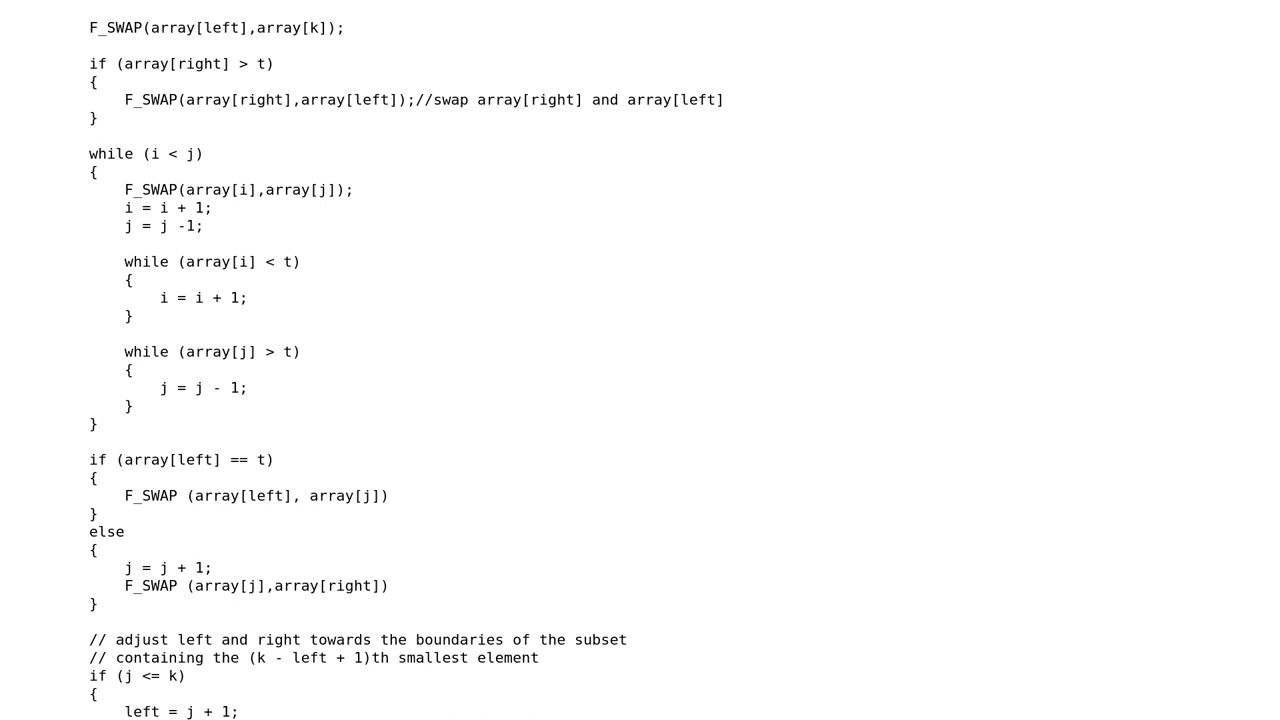 F_SWAP(array[left],array[k]);
if (array[right] > t)
{
F_SWAP(array[right],array[left]);//swap array[right] and array[left]
}
while (i < j)
{
F_SWAP(array[i],array[j]);
i = i + 1;
j = j -1;
while (array[i] < t)
{
i = i + 1;
}
while (array[j] > t)
{
j = j - 1;
}
}
if (array[left] == t)
{
F_SWAP (array[left], array[j])
}
else
{
j = j + 1;
F_SWAP (array[j],array[right])
}
// adjust left and right towards the boundaries of the subset
// containing the (k - left + 1)th smallest element
if (j <= k)
{
left = j + 1;